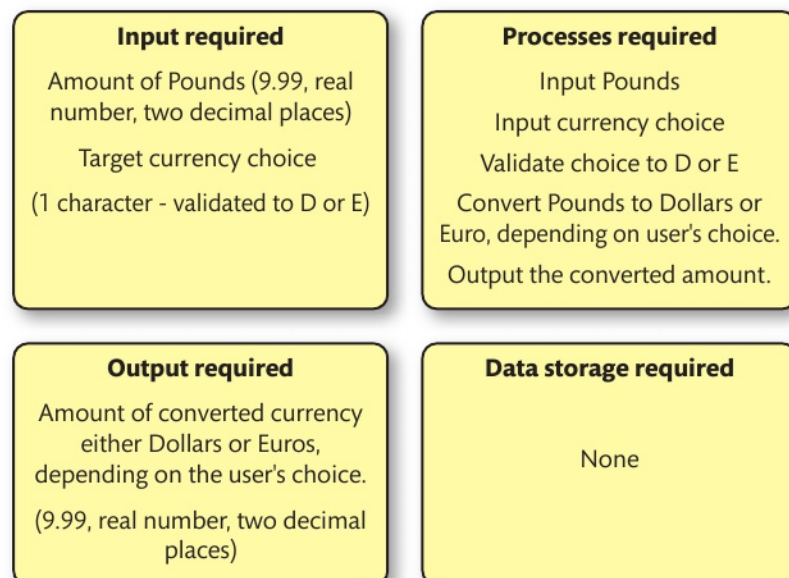 Input required
Amount of Pounds (9.99, real
number, two decimal places)
Target currency choice
(1 character - validated to D or E)
Processes required
Input Pounds
Input currency choice
Validate choice to D or E
Convert Pounds to Dollars or
Euro, depending on user's choice.
Output the converted amount.
Output required
Amount of converted currency
either Dollars or Euros,
depending on the user's choice.
(9.99, real number, two decimal
places)
Data storage required
None